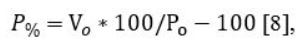 P% = Vo * 100/Po − 100 [8],